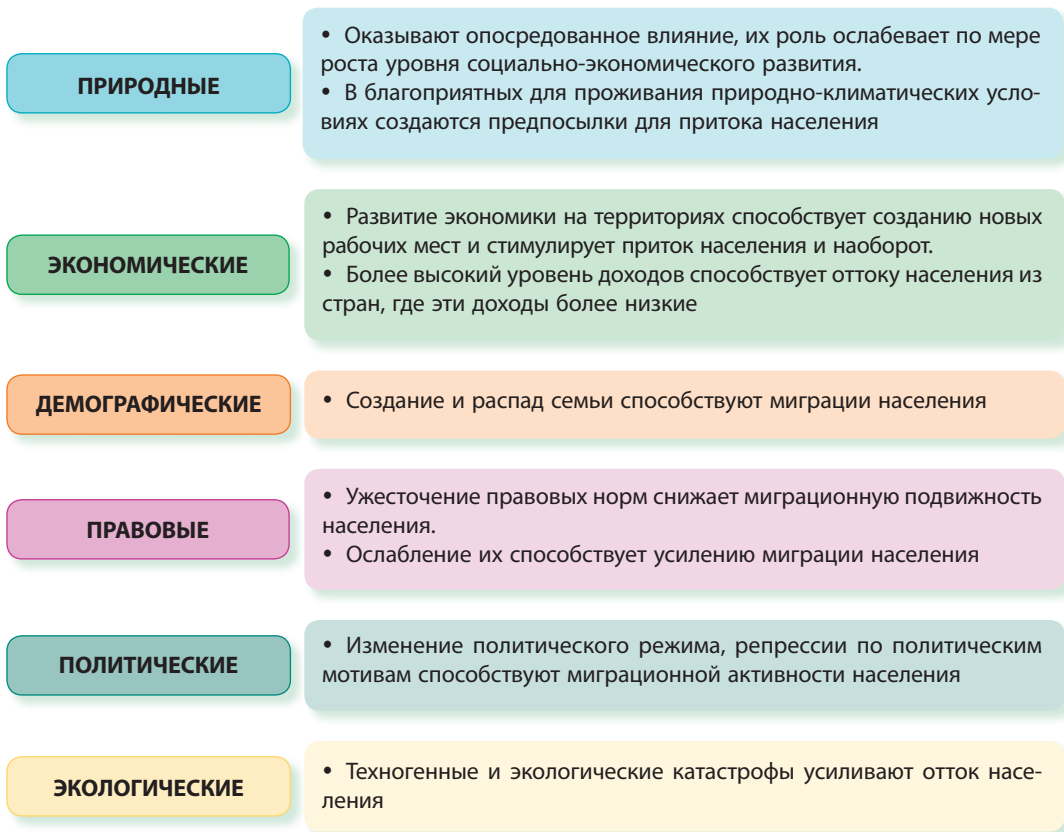 ПРИРОДНЫЕ
• Оказывают опосредованное влияние, их роль ослабевает по мере
роста уровня социально-экономического развития.
• В благоприятных для проживания природно-климатических усло-
виях создаются предпосылки для притока населения
ЭКОНОМИЧЕСКИЕ
• Развитие экономики на территориях способствует созданию новых
рабочих мест и стимулирует приток населения и наоборот.
• Более высокий уровень доходов способствует оттоку населения из
стран, где эти доходы более низкие
ДЕМОГРАФИЧЕСКИЕ
• Создание и распад семьи способствуют миграции населения
ПРАВОВЫЕ
• Ужесточение правовых норм снижает миграционную подвижность
населения.
• Ослабление их способствует усилению миграции населения
ПОЛИТИЧЕСКИЕ
• Изменение политического режима, репрессии по политическим
мотивам способствуют миграционной активности населения
ЭКОЛОГИЧЕСКИЕ
• Техногенные и экологические катастрофы усиливают отток насе-
ления